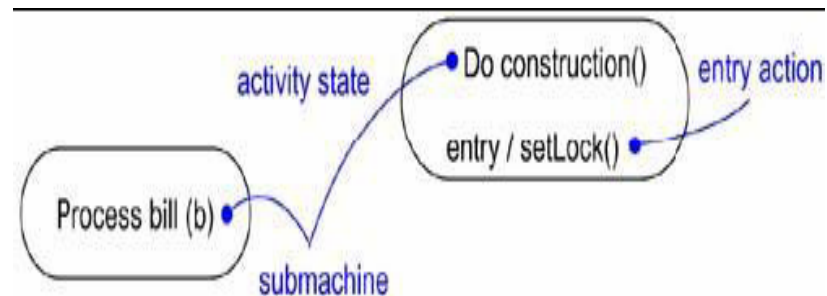 Do construction()
entry action
activity state
entry / setLock()
Process bill (b)
submachine